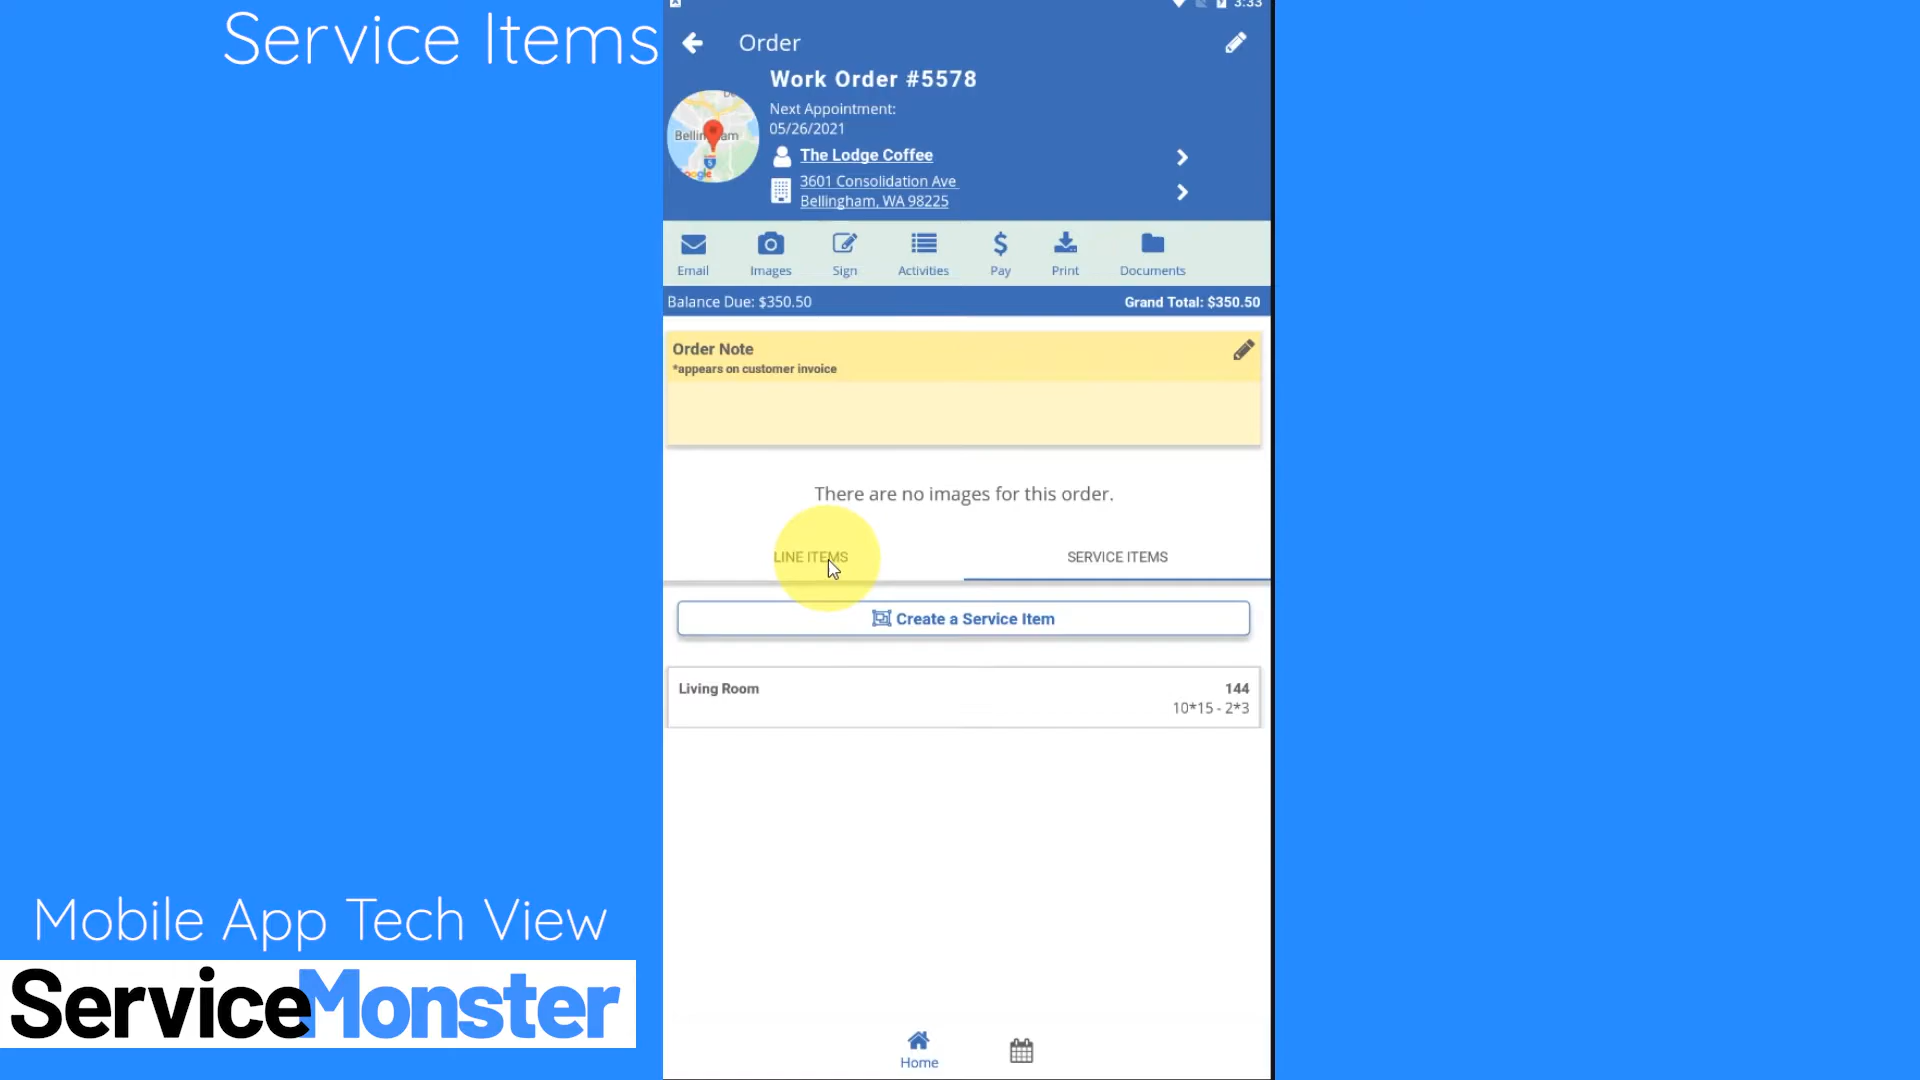 Service Items
3:33
Order
Work Order #5578
Next Appointment:
05/26/2021
The Lodge Coffee
3601 Consolidation Ave
Bellingham, WA 98225
Email
Images
Sign
Activities
Pay
Print
Documents
Balance Due: $350.50
Grand Total: $350.50
Order Note
*appears on customer invoice
There are no images for this order.
LINE ITEMS
SERVICE ITEMS
Create a Service Item
Living Room
144
10*15 - 2*3
Mobile App Tech View
ServiceMonster
Home